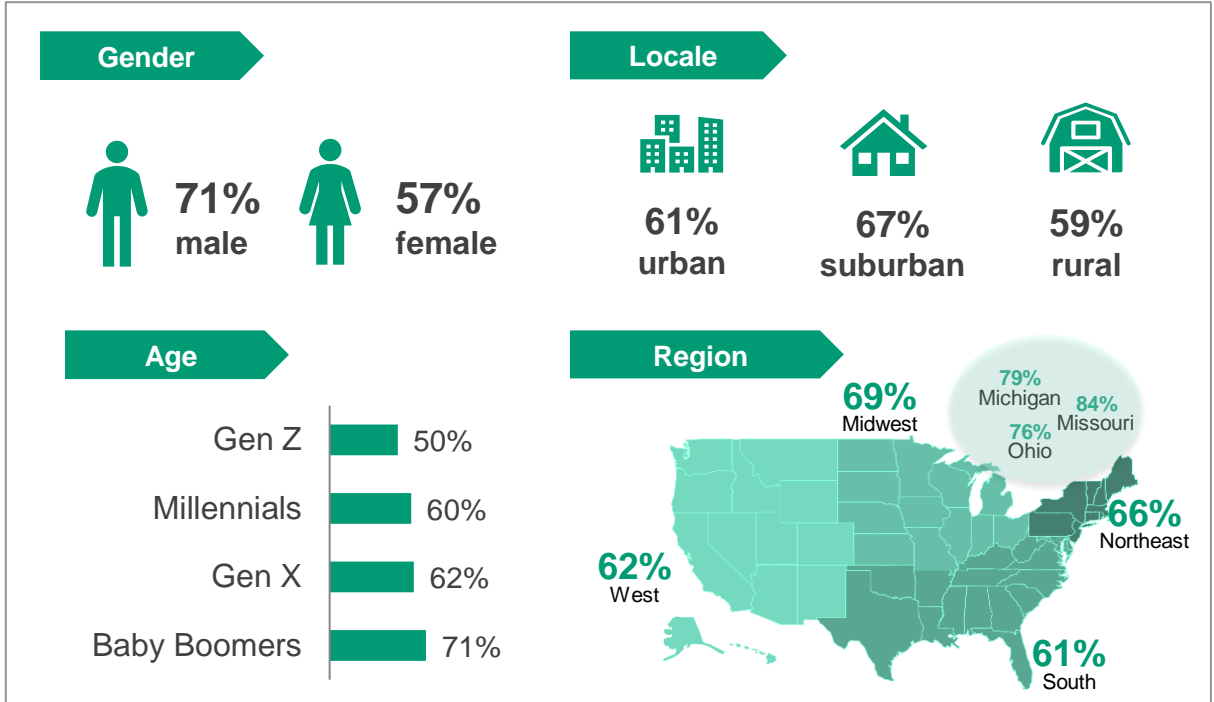 Gender
71%
male
57%
female
Locale
61%
urban
67%
suburban
59%
rural
Age
Gen Z 50%
Millennials 60%
Gen X 62%
Baby Boomers 71%
Region
79%
Michigan
84%
Missouri
76%
Ohio
69%
Midwest
66%
Northeast
62%
West
61%
South